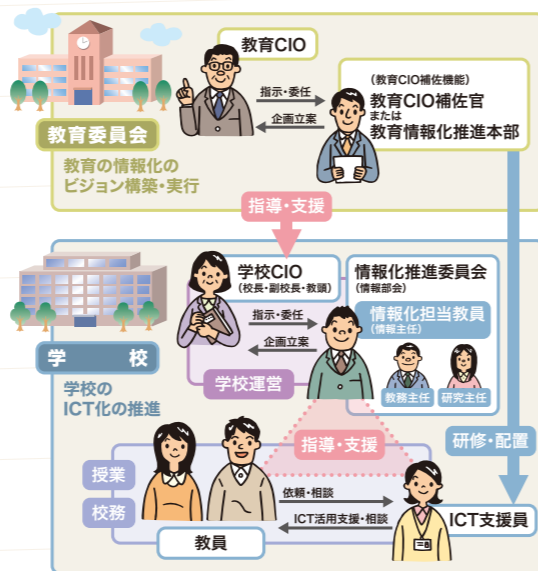 教育CIO
指示・委任
企画立案
（教育CIO補佐機能）
教育CIO補佐官
または
教育情報化推進本部
教育委員会
教育の情報化の
ビジョン構築・実行
指導・支援
学校CIO
（校長・副校長・教頭）
情報化推進委員会
（情報部会）
指示・委任
企画立案
情報化担当教員
（情報主任）
学校
学校の
ICT化の推進
学校運営
教務主任
研究主任
指導・支援
研修・配置
授業
校務
依頼・相談
ICT活用支援・相談
教員
ICT支援員